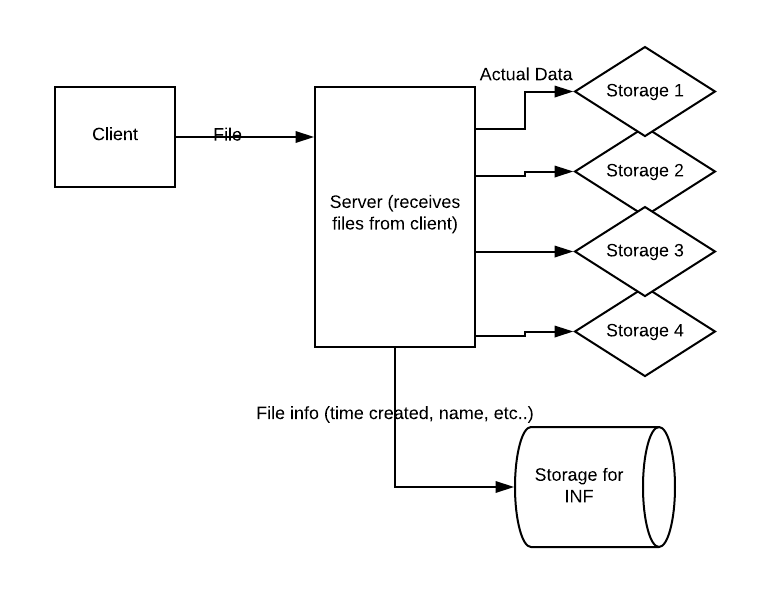 Client
File
Server (receives
files from client)
Actual Data
Storage 1
Storage 2
Storage 3
Storage 4
File info (time created, name, etc..)
Storage for
INF